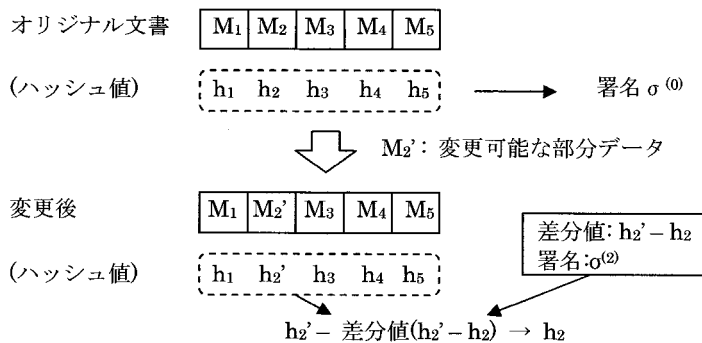 オリジナル文書 M₁ M₂ M₃ M₄ M₅
(ハッシュ値) h₁ h₂ h₃ h₄ h₅ 署名 σ⁽⁰⁾
M₂': 変更可能な部分データ
変更後 M₁ M₂' M₃ M₄ M₅
(ハッシュ値) h₁ h₂' h₃ h₄ h₅
差分値: h₂' – h₂
署名:σ⁽²⁾
h₂' – 差分値(h₂' – h₂) → h₂